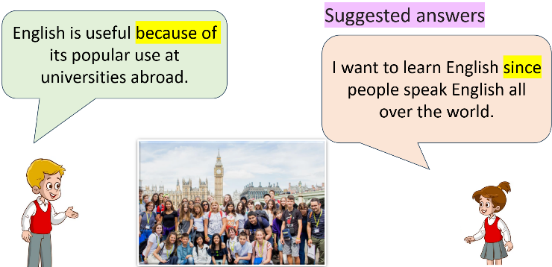 Suggested answers
English is useful because of
its popular use at
universities abroad.
I want to learn English since
people speak English all
over the world.